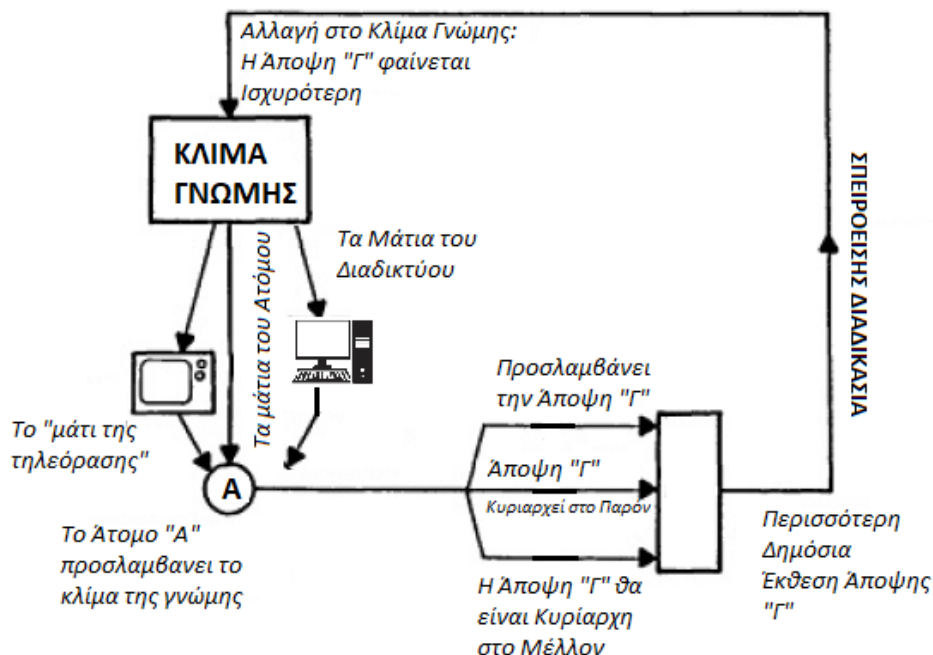 Αλλαγή στο Κλίμα Γνώμης:
Η Άποψη "Γ" φαίνεται
Ισχυρότερη
ΚΛΙΜΑ
ΓΝΩΜΗΣ
Τα Μάτια του
Διαδικτύου
Τα μάτια του Ατόμου
ΣΠΕΙΡΟΕΙΣΗΣ ΔΙΑΔΙΚΑΣΙΑ
Το "μάτι της
τηλεόρασης"
Α
Το Άτομο "Α"
προσλαμβανει το
κλίμα της γνώμης
Προσλαμβάνει
την Άποψη "Γ"
Άποψη "Γ"
Κυριαρχεί στο Παρόν
Η Άποψη "Γ" θα
είναι Κυρίαρχη
στο Μέλλον
Περισσότερη
Δημόσια
Έκθεση Άποψης
"Γ"